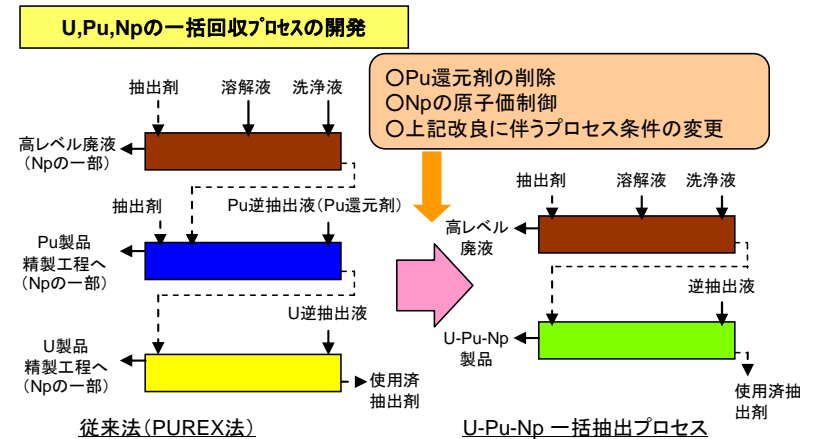 U,Pu,Npの一括回収プロセスの開発
○Pu還元剤の削除
○Npの原子価制御
○上記改良に伴うプロセス条件の変更
抽出剤
溶解液
洗浄液
高レベル廃液
(Npの一部)
抽出剤
Pu逆抽出液(Pu還元剤)
Pu製品
精製工程へ
(Npの一部)
U逆抽出液
U製品
精製工程へ
(Npの一部)
使用済
抽出剤
従来法(PUREX法)
抽出剤
溶解液
洗浄液
高レベル
廃液
逆抽出液
U-Pu-Np
製品
使用済抽
出剤
U-Pu-Np 一括抽出プロセス